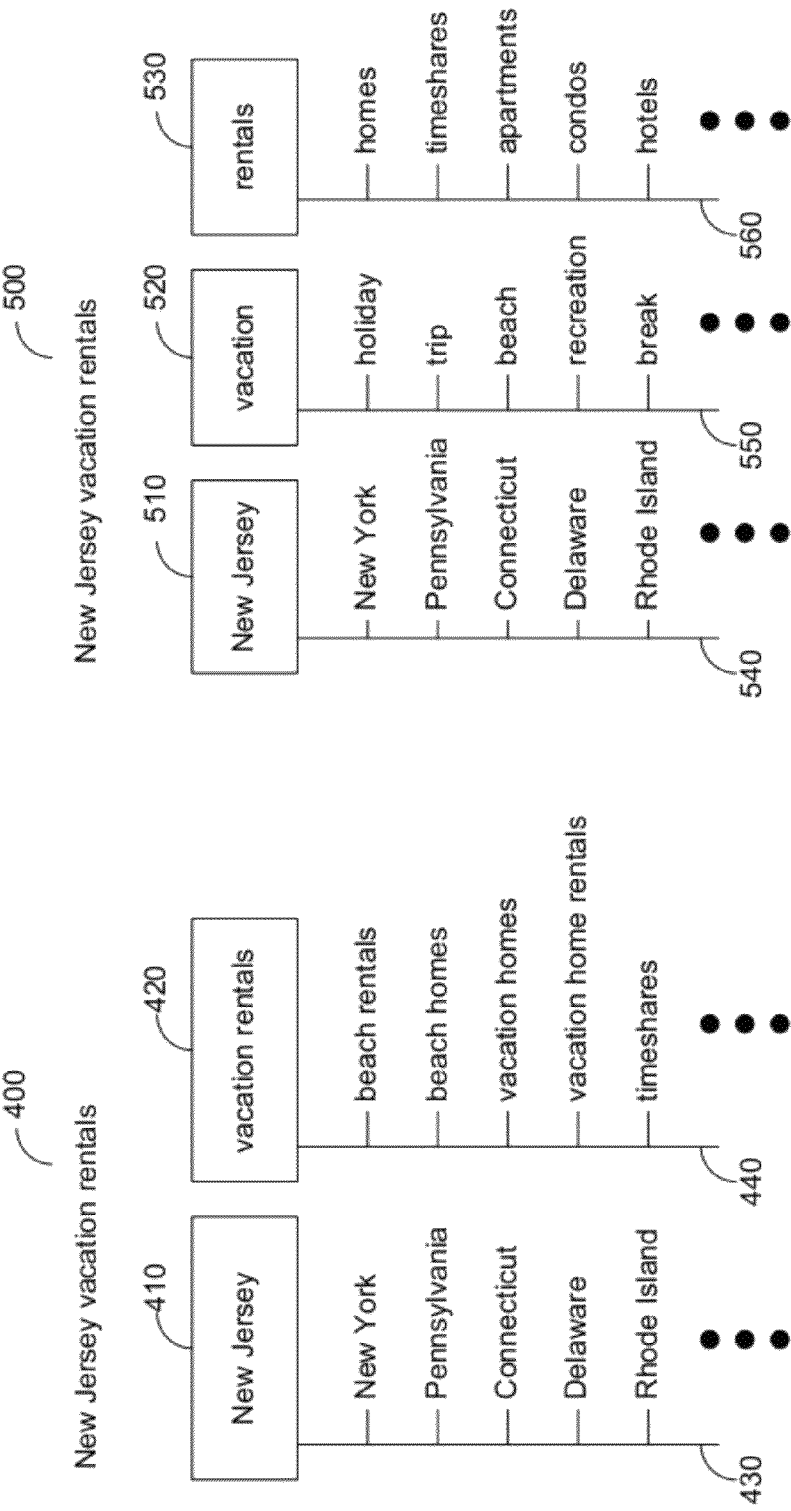 400
New Jersey vacation rentals
410
420
New Jersey
vacation rentals
New York
beach rentals
Pennsylvania
beach homes
Connecticut
vacation homes
Delaware
vacation home rentals
Rhode Island
timeshares
430
440
500
New Jersey vacation rentals
510
520
530
New Jersey
vacation
rentals
New York
holiday
homes
Pennsylvania
trip
timeshares
Connecticut
beach
apartments
Delaware
recreation
condos
Rhode Island
break
hotels
540
550
560